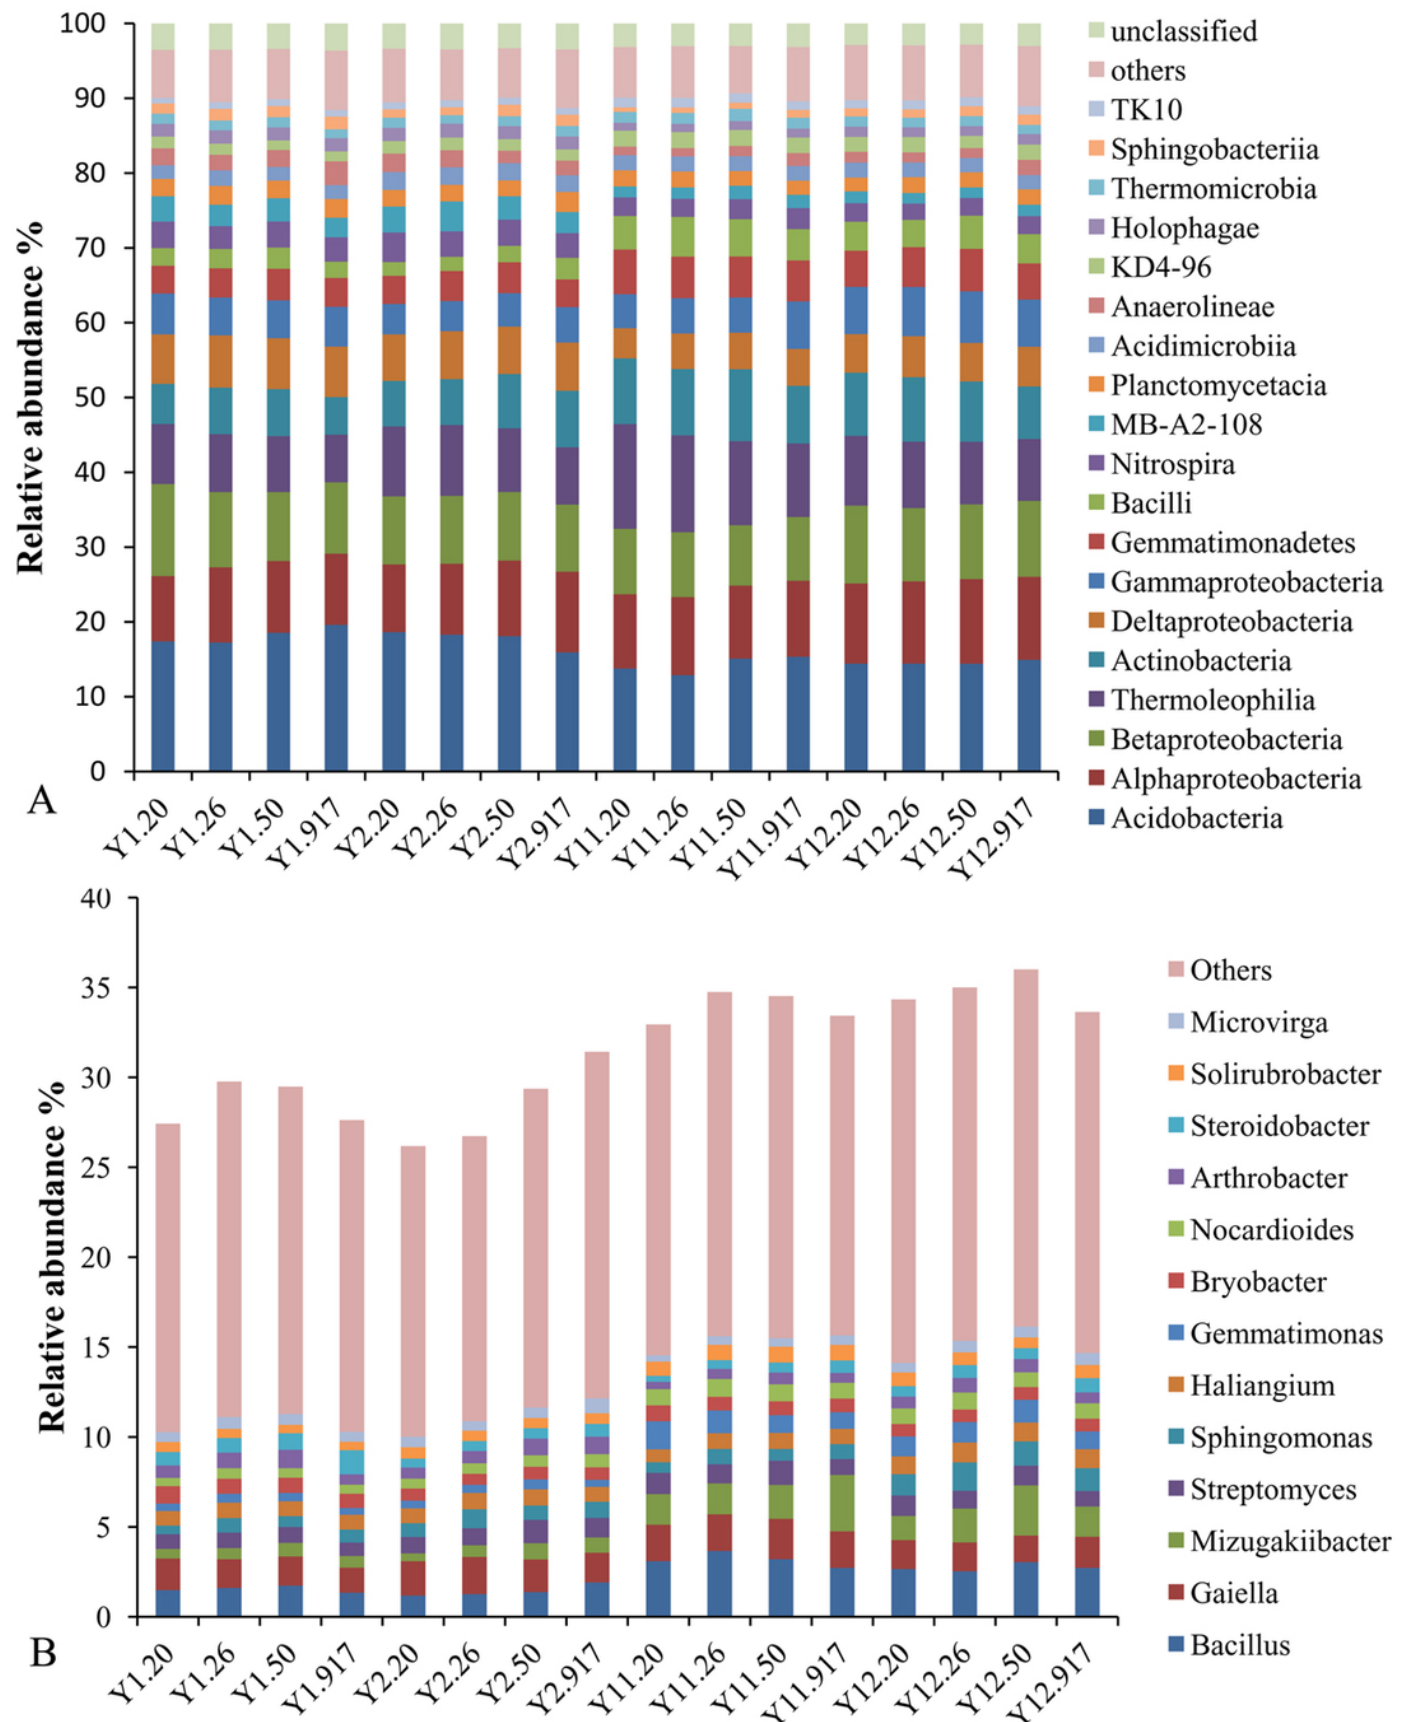 100
90
80
70
60
50
40
30
20
10
0
Relative abundance %
unclassified
others
TK10
Sphingobacteriia
Thermomicrobia
Holophagae
KD4-96
Anaerolineae
Acidimicrobiia
Planctomycetacia
MB-A2-108
Nitrospira
Bacilli
Gemmatimonadetes
Gammaproteobacteria
Deltaproteobacteria
Actinobacteria
Thermoleophilia
Betaproteobacteria
Alphaproteobacteria
Acidobacteria
Y1.20
Y1.26
Y1.50
Y1.917
Y2.20
Y2.26
Y2.50
Y2.917
Y11.20
Y11.26
Y11.50
Y11.917
Y12.20
Y12.26
Y12.50
Y12.917
A
40
35
30
25
20
15
10
5
0
Relative abundance %
Others
Microvirga
Solirubrobacter
Steroidobacter
Arthrobacter
Nocardioides
Bryobacter
Gemmatimonas
Haliangium
Sphingomonas
Streptomyces
Mizugakiibacter
Gaiella
Bacillus
Y1.20
Y1.26
Y1.50
Y1.917
Y2.20
Y2.26
Y2.50
Y2.917
Y11.20
Y11.26
Y11.50
Y11.917
Y12.20
Y12.26
Y12.50
Y12.917
B